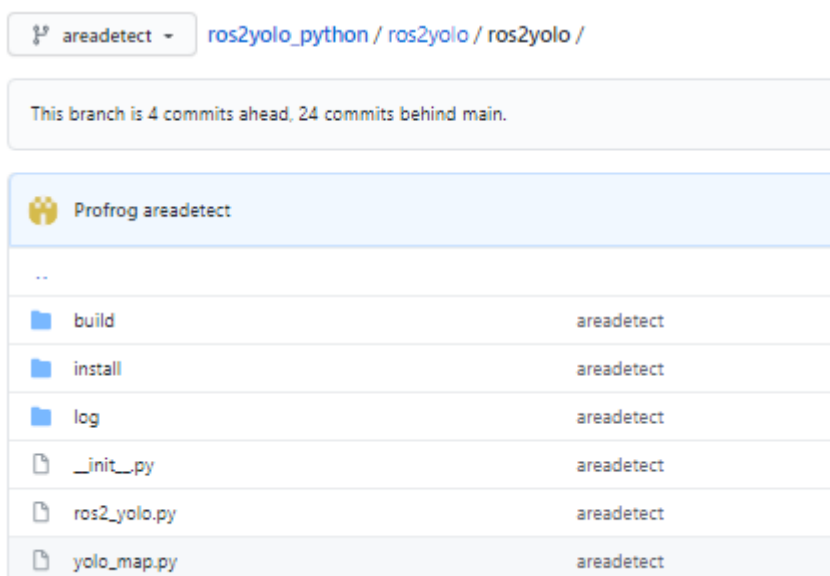 areadetect ros2yolo_python / ros2yolo / ros2yolo /
This branch is 4 commits ahead, 24 commits behind main.
Profrog areadetect
..
build areadetect
install areadetect
log areadetect
__init__.py areadetect
ros2_yolo.py areadetect
yolo_map.py areadetect